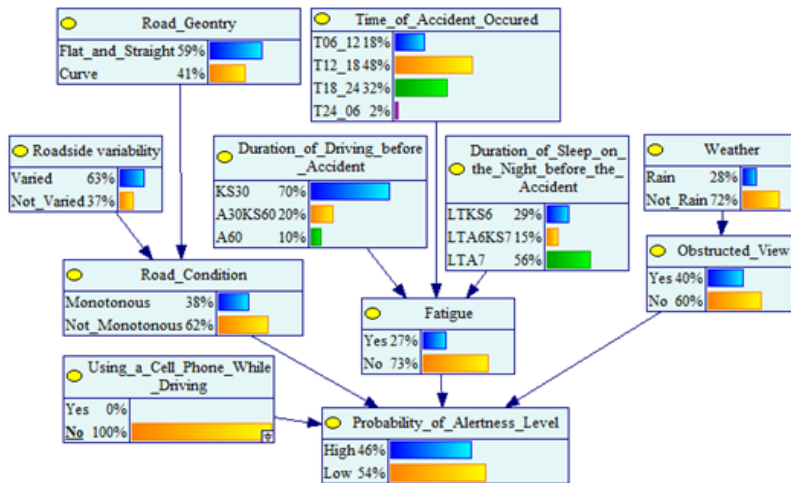 Road_Geontry
Flat_and_Straight 59%
Curve 41%
Time_of_Accident_Occured
T06_12 18%
T12_18 48%
T18_24 32%
T24_06 2%
Roadside variability
Varied 63%
Not_Varied 37%
Duration_of_Driving_before
_Accident
KS30 70%
A30KS60 20%
A60 10%
Duration_of_Sleep_on_
the_Night_before_the_
Accident
LTKS6 29%
LTA6KS7 15%
LTA7 56%
Weather
Rain 28%
Not_Rain 72%
Road_Condition
Monotonous 38%
Not_Monotonous 62%
Fatigue
Yes 27%
No 73%
Obstructed_View
Yes 40%
No 60%
Using_a_Cell_Phone_While
_Driving
Yes 0%
No 100%
Probability_of_Alertness_Level
High 46%
Low 54%